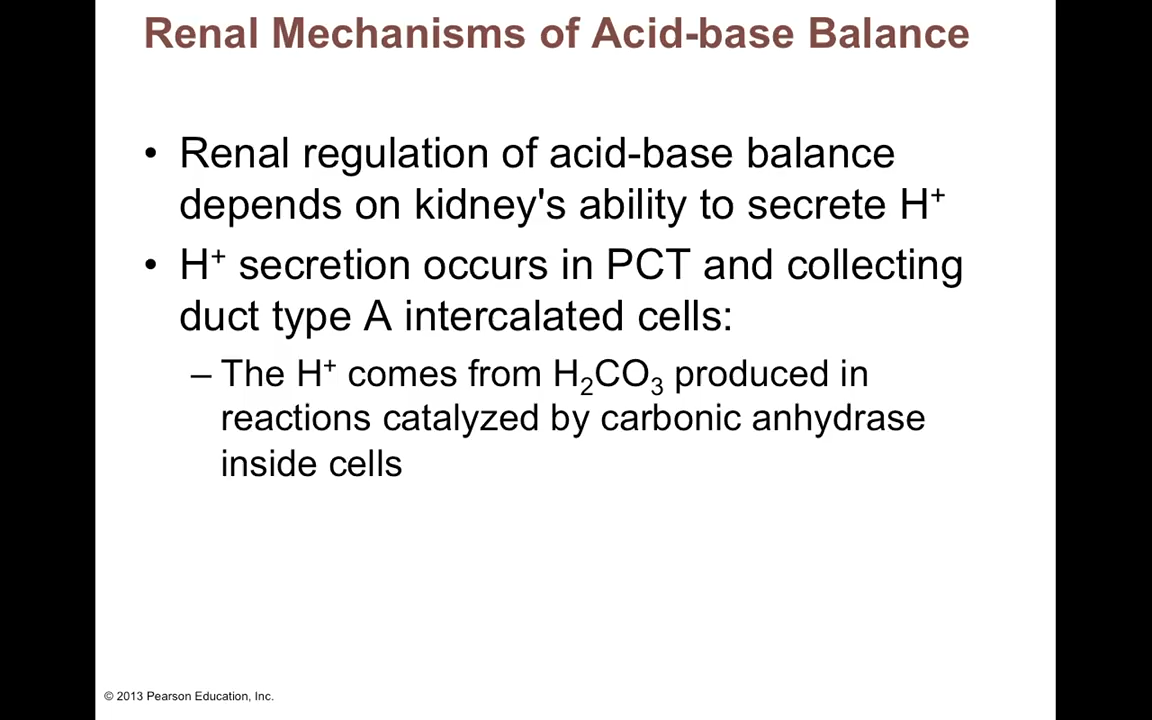 Renal Mechanisms of Acid-base Balance
• Renal regulation of acid-base balance
depends on kidney's ability to secrete H⁺
• H⁺ secretion occurs in PCT and collecting
duct type A intercalated cells:
– The H⁺ comes from H₂CO₃ produced in
reactions catalyzed by carbonic anhydrase
inside cells
© 2013 Pearson Education, Inc.